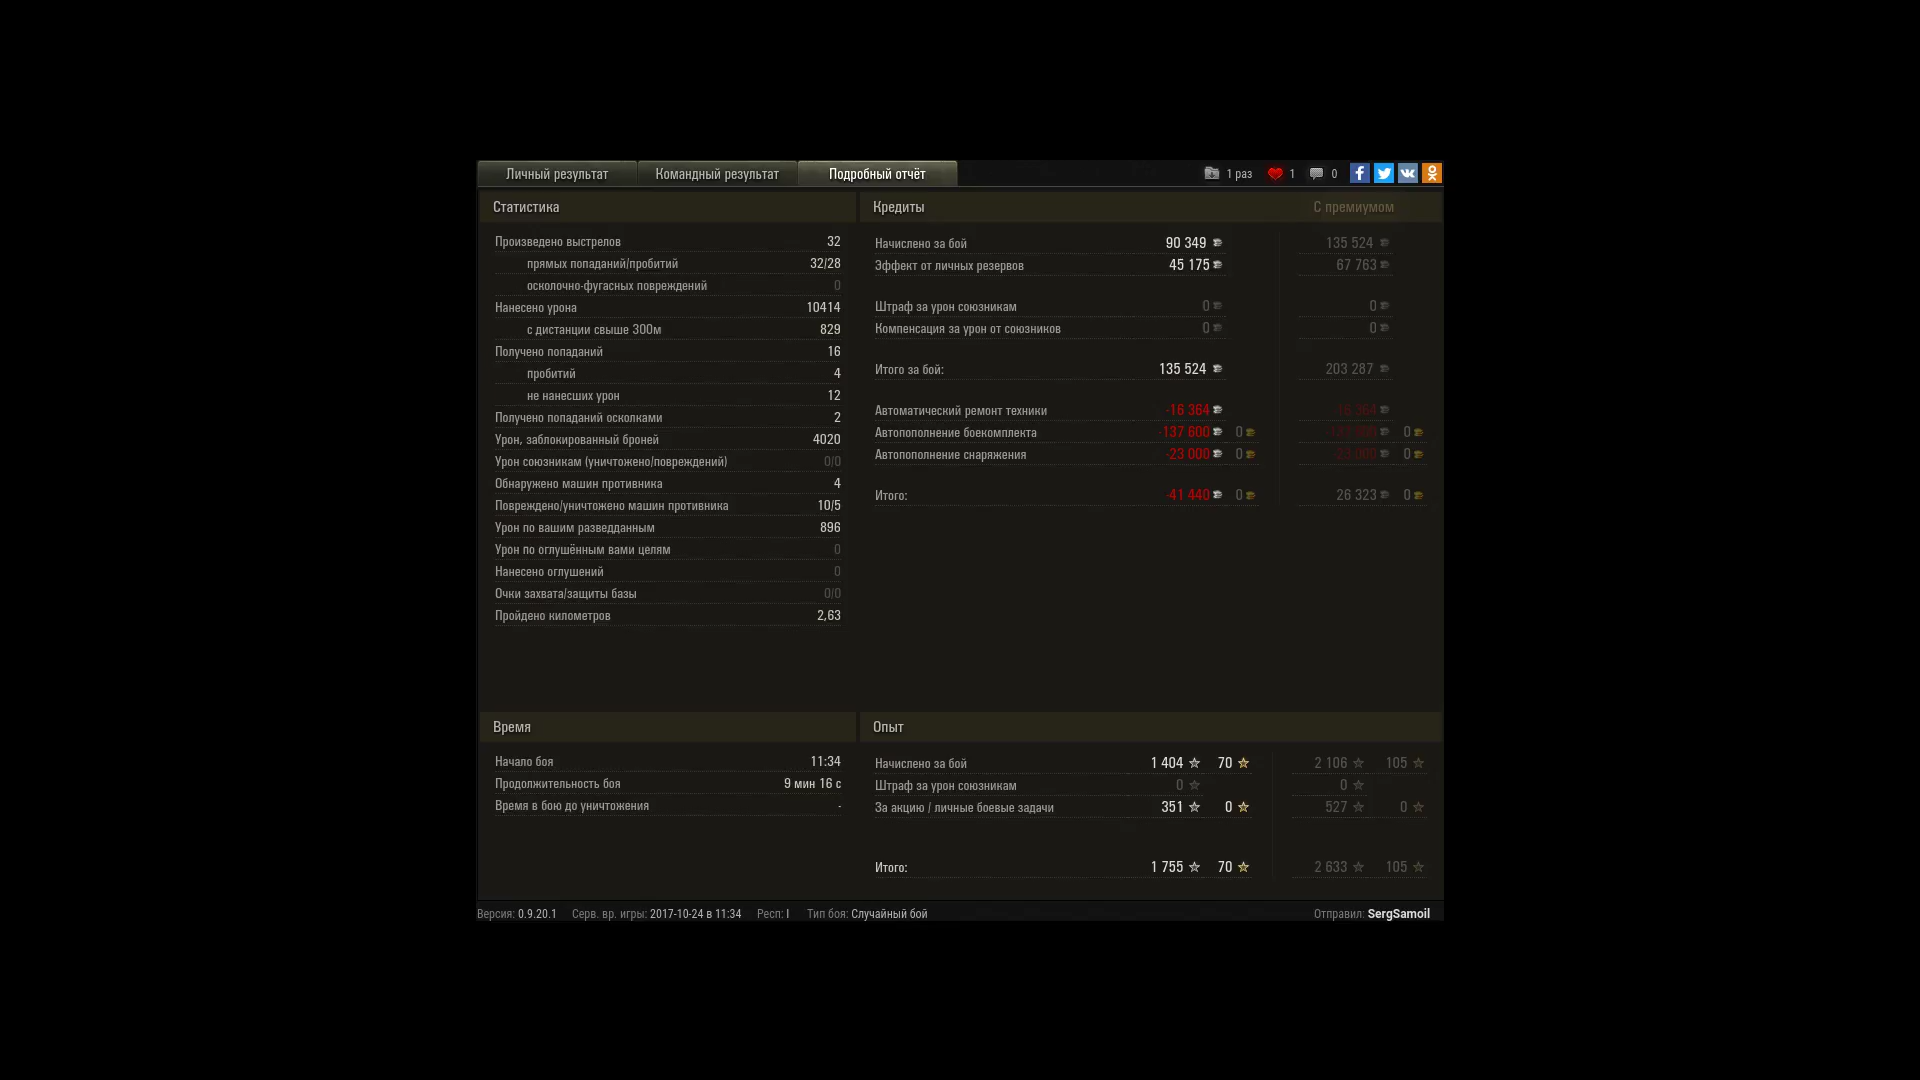 Личный результат Командный результат Подробный отчёт 1 раз 1 0
Статистика
Произведено выстрелов 32
прямых попаданий/пробитий 32/28
осколочно-фугасных повреждений 0
Нанесено урона 10414
с дистанции свыше 300м 829
Получено попаданий 16
пробитий 4
не нанесших урон 12
Получено попаданий осколками 2
Урон, заблокированный броней 4020
Урон союзникам (уничтожено/повреждений) 0/0
Обнаружено машин противника 4
Повреждено/уничтожено машин противника 10/5
Урон по вашим разведданным 896
Урон по оглушённым вами целям 0
Нанесено оглушений 0
Очки захвата/защиты базы 0/0
Пройдено километров 2,63
Кредиты С премиумом
Начислено за бой 90 349 135 524
Эффект от личных резервов 45 175 67 763
Штраф за урон союзникам 0 0
Компенсация за урон от союзников 0 0
Итого за бой: 135 524 203 287
Автоматический ремонт техники -16 364 -16 364
Автопополнение боекомплекта -137 600 0 -137 600 0
Автопополнение снаряжения -23 000 0 -23 000 0
Итого: -41 440 0 26 323 0
Время
Начало боя 11:34
Продолжительность боя 9 мин 16 с
Время в бою до уничтожения -
Опыт
Начислено за бой 1 404 70 2 106 105
Штраф за урон союзникам 0 0
За акцию / личные боевые задачи 351 0 527 0
Итого: 1 755 70 2 633 105
Версия: 0.9.20.1 Серв. вр. игры: 2017-10-24 в 11:34 Респ: I Тип боя: Случайный бой Отправил: SergSamoil